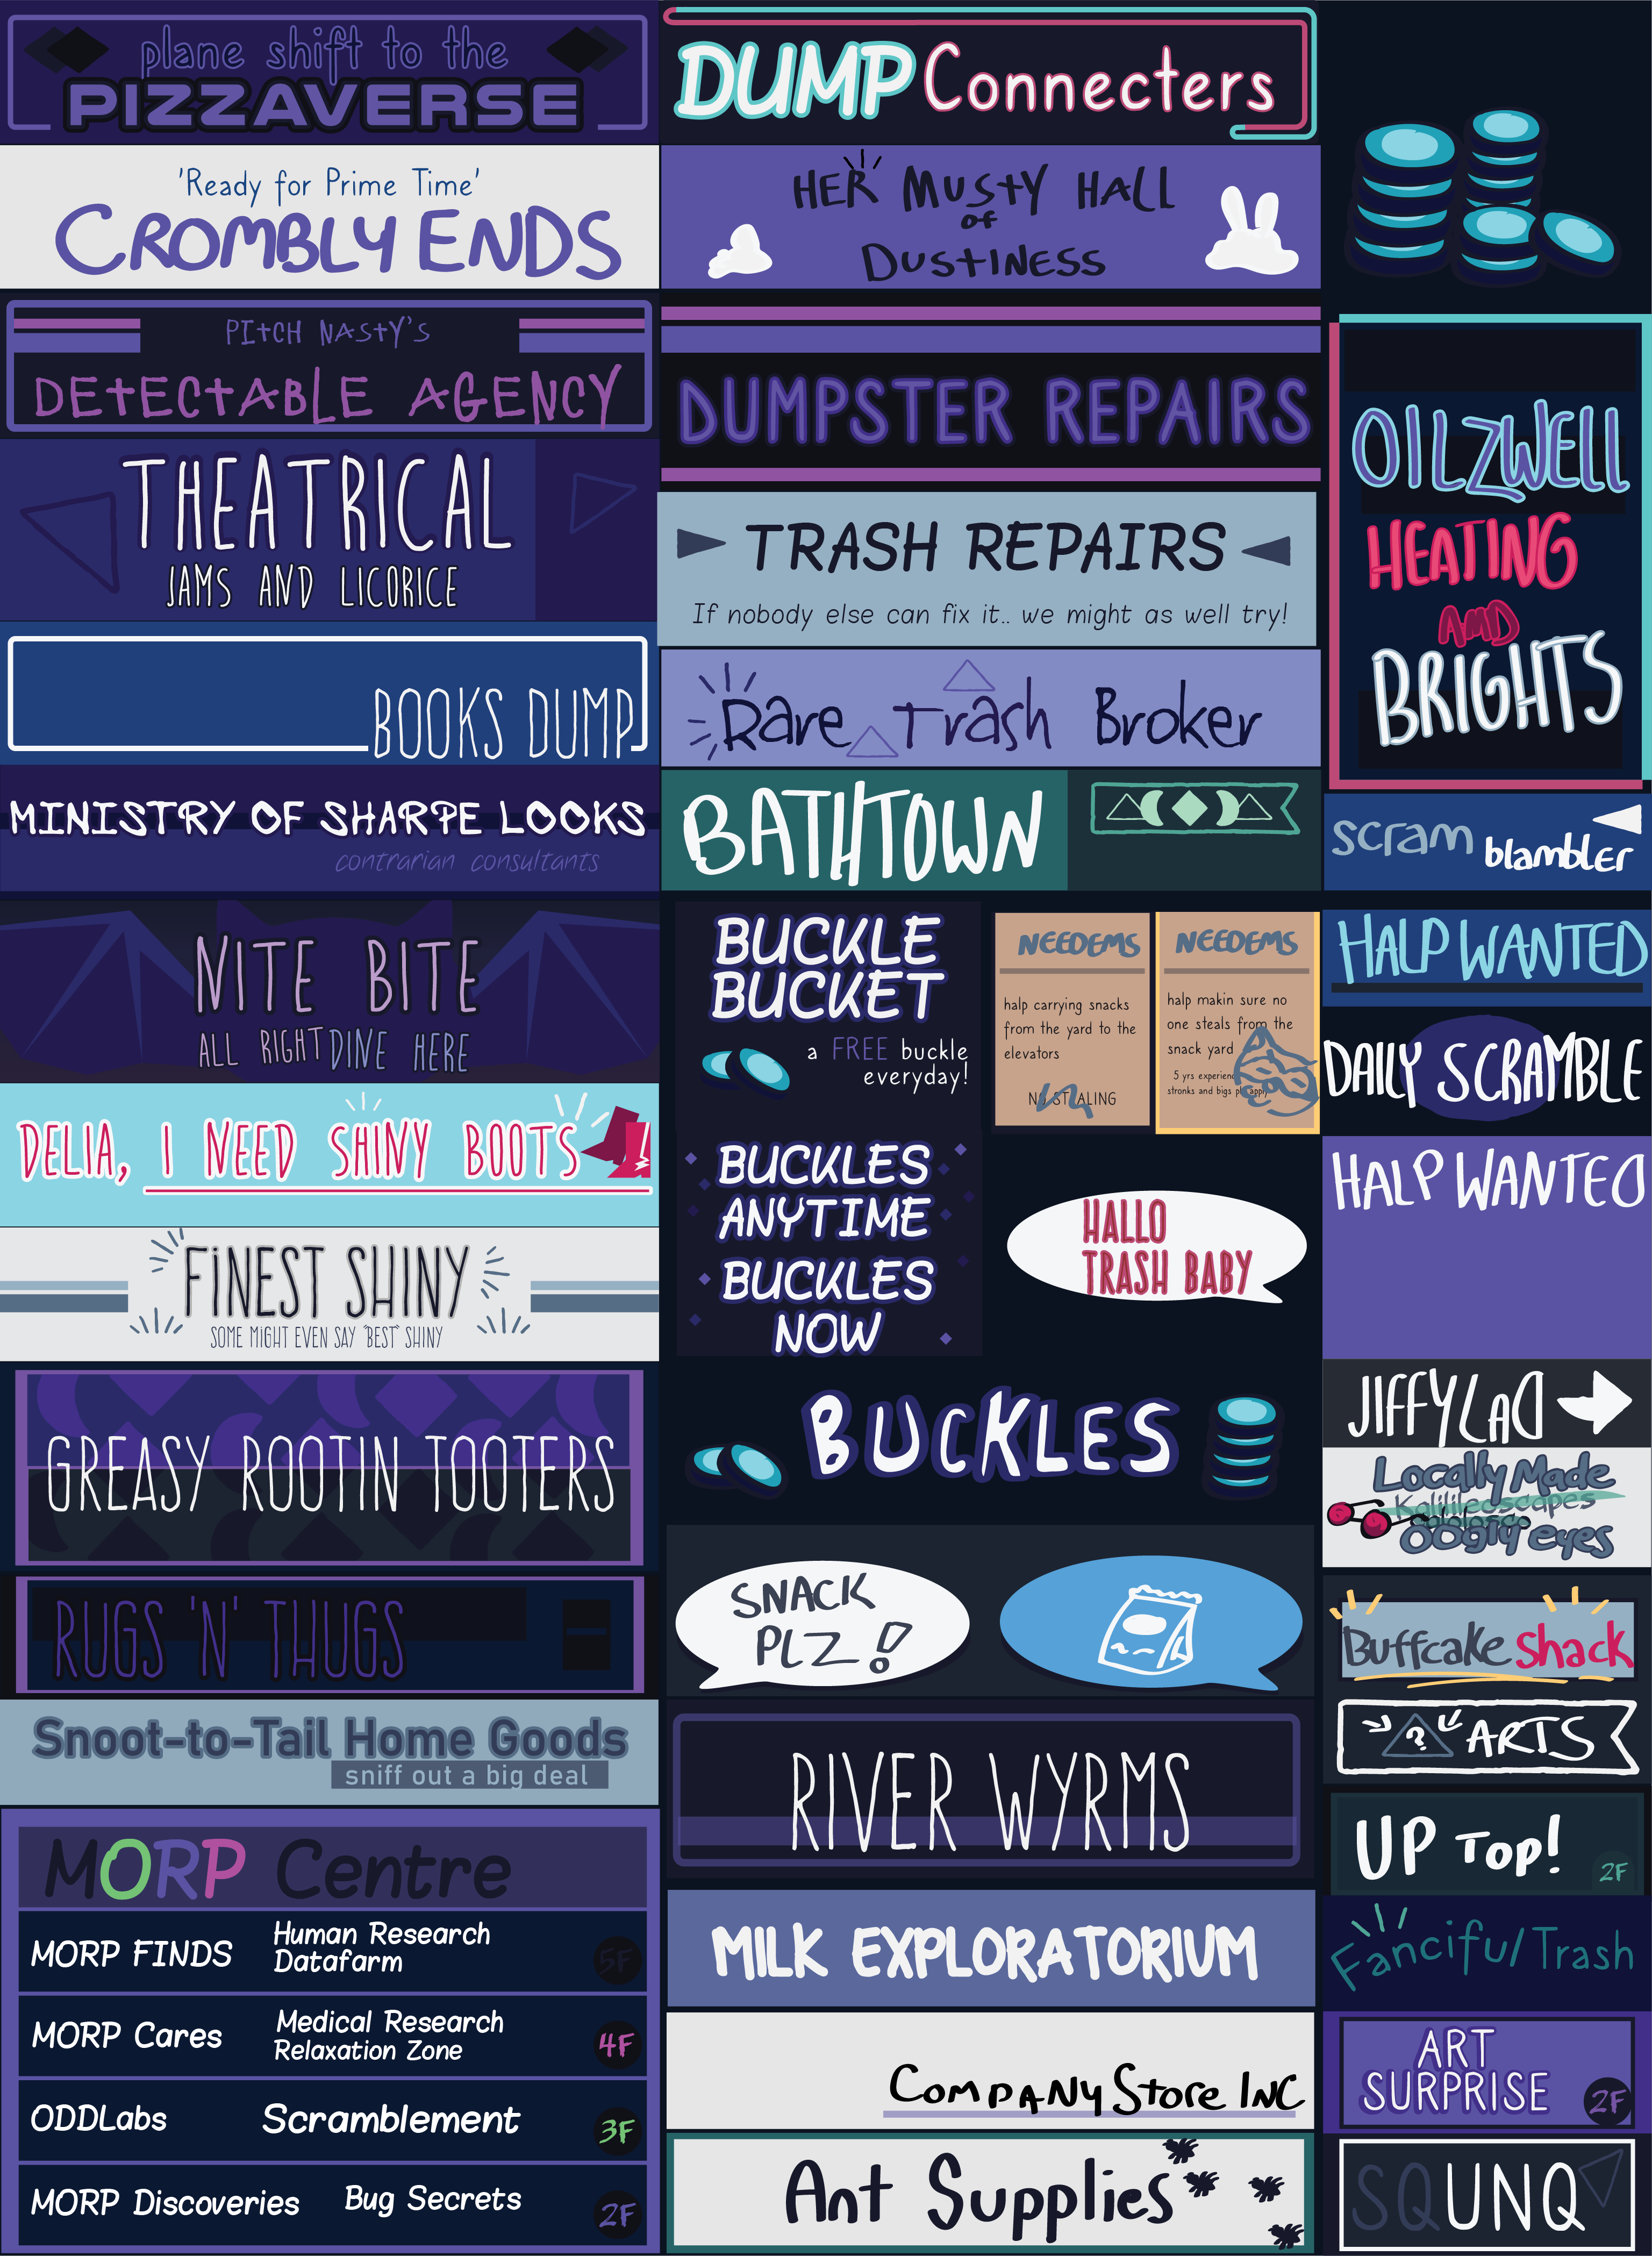 plane shift to the
PIZZAVERSE
'Ready for Prime Time'
CROMBLY ENDS
PITCH NASTY'S
DETECTABLE AGENCY
THEATRICAL
JAMS AND LICORICE
BOOKS DUMP
MINISTRY OF SHARPE LOOKS
contrarian consultants
NITE BITE
ALL RIGHT DINE HERE
DELIA, I NEED SHINY BOOTS
FINEST SHINY
SOME MIGHT EVEN SAY "BEST" SHINY
GREASY ROOTIN TOOTERS
RUGS 'N' THUGS
Snoot-to-Tail Home Goods
sniff out a big deal
MORP Centre
MORP FINDS
Human Research
Datafarm
5F
MORP Cares
Medical Research
Relaxation Zone
4F
ODDLabs
Scramblement
3F
MORP Discoveries
Bug Secrets
2F
DUMP Connecters
HER MUSTY HALL
of
DUSTINESS
DUMPSTER REPAIRS
TRASH REPAIRS
If nobody else can fix it.. we might as well try!
Rare Trash Broker
BATHTOWN
BUCKLE
BUCKET
a FREE buckle
everyday!
BUCKLES
ANYTIME
BUCKLES
NOW
NEEDEMS
halp carrying snacks
from the yard to the
elevators
NO STEALING
NEEDEMS
halp makin sure no
one steals from the
snack yard
5 yrs experience
stronks and bigs plz apply
HALLO
TRASH BABY
BUCKLES
SNACK
PLZ!
RIVER WYRMS
MILK EXPLORATORIUM
COMPANY STORE INC
Ant Supplies
OILZWELL
HEATING
AMD
BRIGHTS
scram blambler
HALP WANTED
DAILY SCRAMBLE
HALP WANTED
JIFFYLAD
Locally Made
Oogly eyes
Buffcake Shack
? ARTS
UP Top!
2F
Fanciful Trash
ART
SURPRISE
2F
SQUNQ